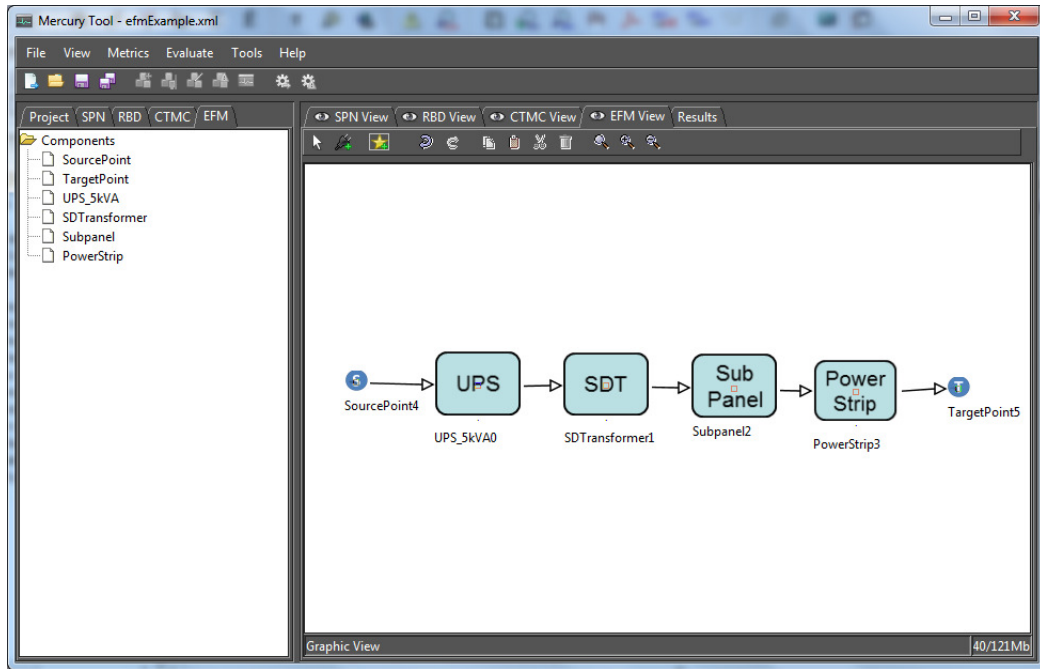 Mercury Tool - efmExample.xml
File View Metrics Evaluate Tools Help
Project SPN RBD CTMC EFM
SPN View RBD View CTMC View EFM View Results
Components
SourcePoint
TargetPoint
UPS_5kVA
SDTransformer
Subpanel
PowerStrip
S
SourcePoint4
UPS
UPS_5kVA0
SDT
SDTransformer1
Sub
Panel
Subpanel2
Power
Strip
PowerStrip3
T
TargetPoint5
Graphic View
40/121Mb